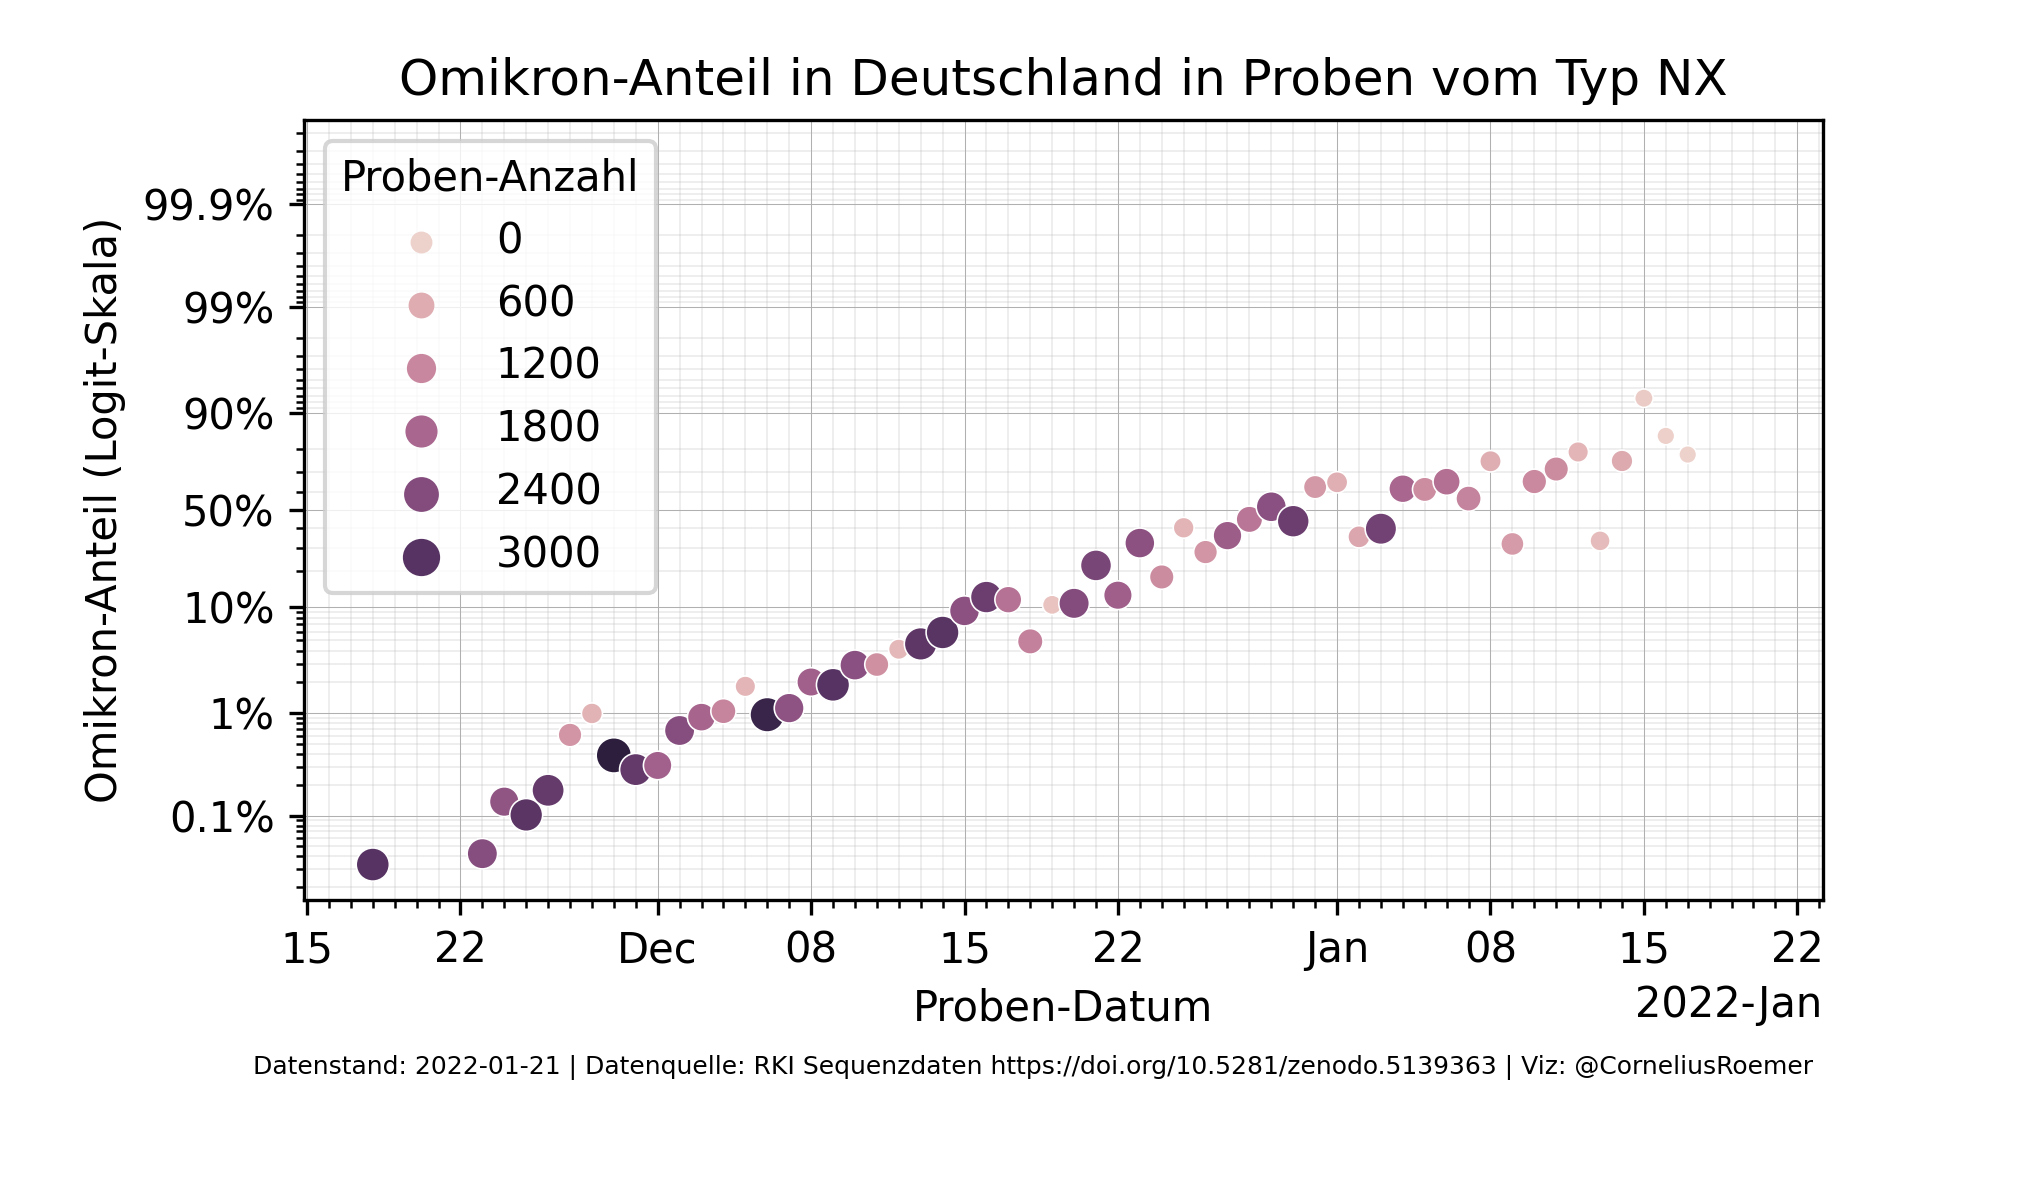 Omikron-Anteil in Deutschland in Proben vom Typ NX
Omikron-Anteil (Logit-Skala)
99.9%
99%
90%
50%
10%
1%
0.1%
Proben-Anzahl
0
600
1200
1800
2400
3000
15 22 Dec 08 15 22 Jan 08 15 22
2022-Jan
Proben-Datum
Datenstand: 2022-01-21 | Datenquelle: RKI Sequenzdaten https://doi.org/10.5281/zenodo.5139363 | Viz: @CorneliusRoemer